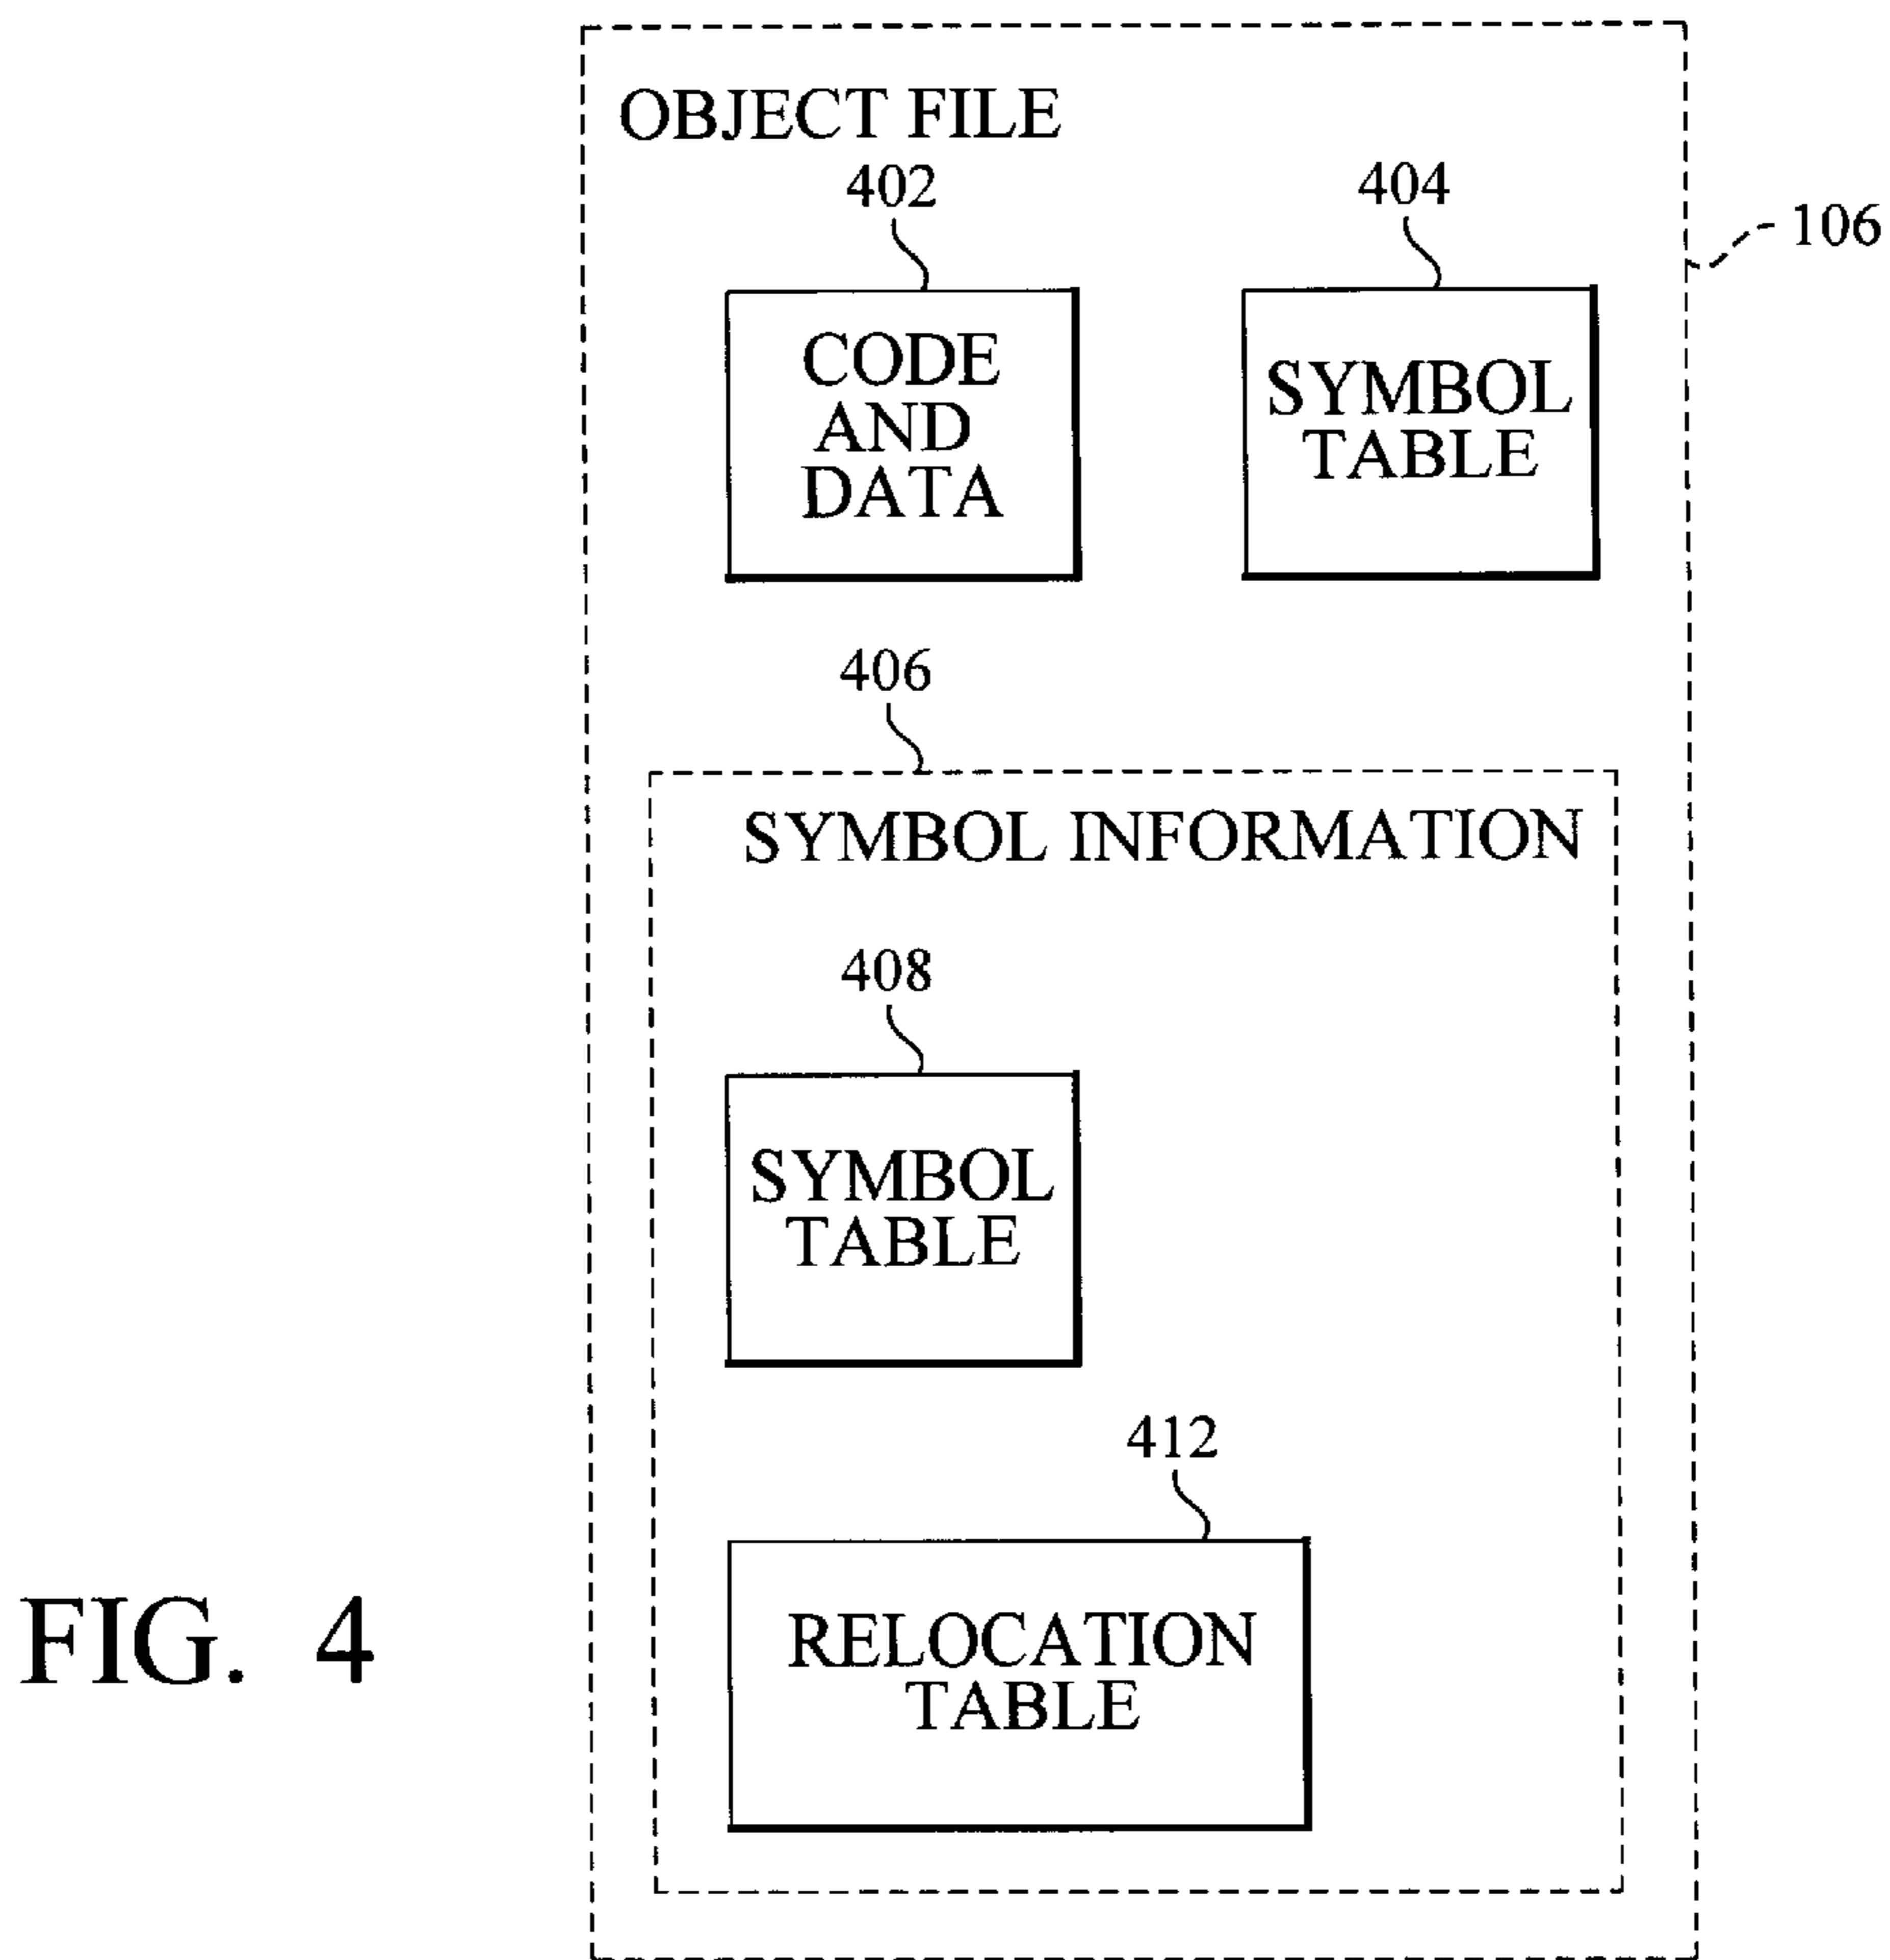 OBJECT FILE
402
404
106
CODE
AND
DATA
SYMBOL
TABLE
406
SYMBOL INFORMATION
408
SYMBOL
TABLE
412
RELOCATION
TABLE
FIG. 4